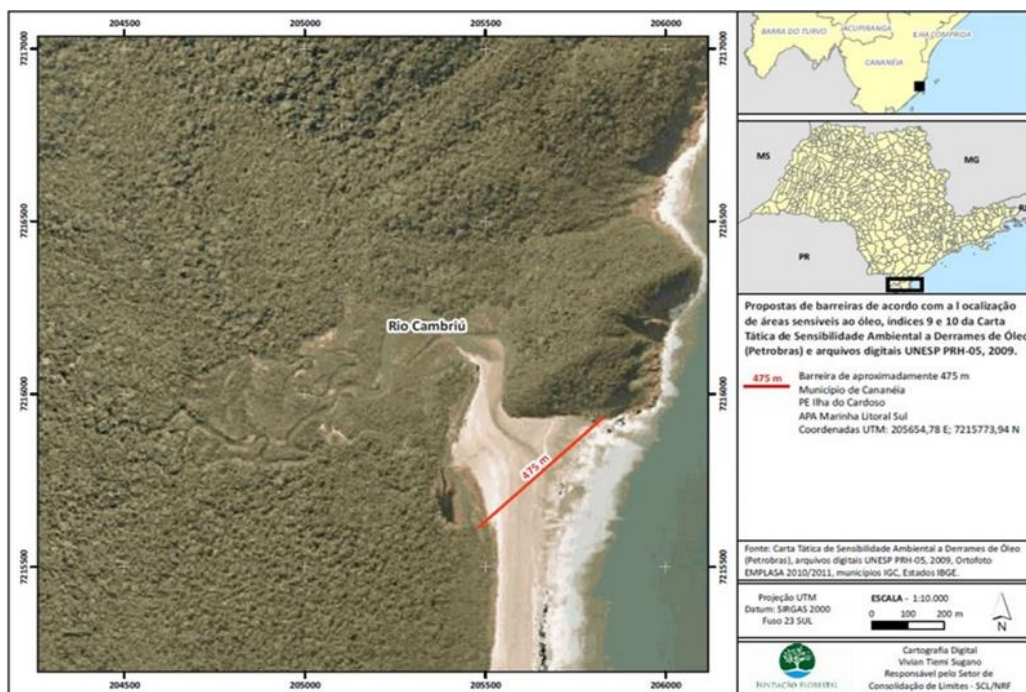 204500 205000 205500 206000
7217000 7217000
7216500 7216500
7216000 7216000
7215500 7215500
204500 205000 205500 206000
Rio Cambriú
475 m
BARRA DO TURVO
JACUPIRANGA
ILHA COMPRIDA
CANANÉIA
MS
MG
PR
Propostas de barreiras de acordo com a l ocalização
de áreas sensíveis ao óleo, índices 9 e 10 da Carta
Tática de Sensibilidade Ambiental a Derrames de Óleo
(Petrobras) e arquivos digitais UNESP PRH-05, 2009.
475 m
Barreira de aproximadamente 475 m
Município de Cananéia
PE Ilha do Cardoso
APA Marinha Litoral Sul
Coordenadas UTM: 205654,78 E; 7215773,94 N
Fonte: Carta Tática de Sensibilidade Ambiental a Derrames de Óleo
(Petrobras), arquivos digitais UNESP PRH-05, 2009, Ortofoto
EMPLASA 2010/2011, municípios IGC, Estados IBGE.
Projeção UTM
Datum: SIRGAS 2000
Fuso 23 SUL
ESCALA - 1:10.000
0 100 200 m
N
FUNDAÇÃO FLORESTAL
Cartografia Digital
Vivian Tiemi Sugano
Responsável pelo Setor de
Consolidação de Limites - SCL/NRF